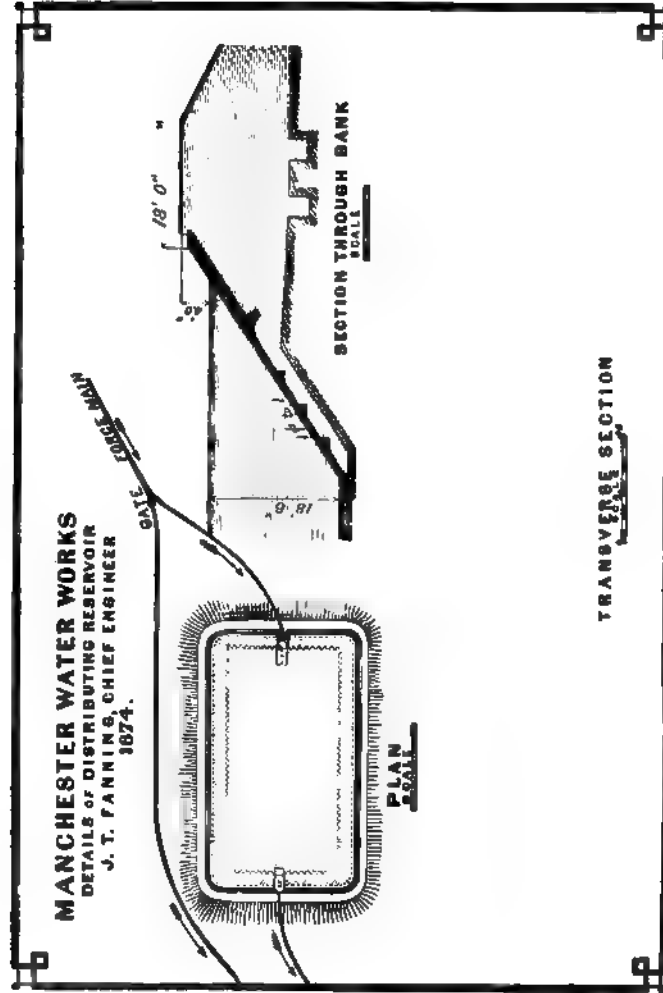 MANCHESTER WATER WORKS
DETAILS of DISTRIBUTING RESERVOIR
J. T. FANNING, CHIEF ENGINEER
1874.
GATE
FORCE MAIN
18' 0"
18'.6"
PLAN
SCALE
SECTION THROUGH BANK
SCALE
TRANSVERSE SECTION
SCALE